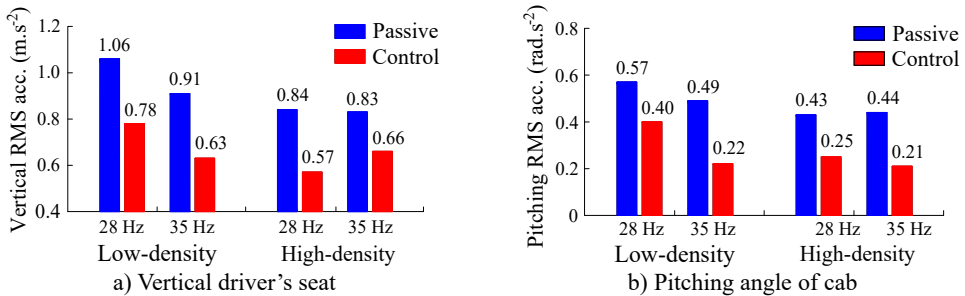 Vertical RMS acc. (m.s-2)
1.2
1.0
0.8
0.6
0.4
Passive
Control
1.06
0.78
0.91
0.63
0.84
0.57
0.83
0.66
28 Hz
35 Hz
28 Hz
35 Hz
Low-density
High-density
a) Vertical driver’s seat
Pitching RMS acc. (rad.s-2)
0.8
0.6
0.4
0.2
0
Passive
Control
0.57
0.40
0.49
0.22
0.43
0.25
0.44
0.21
28 Hz
35 Hz
28 Hz
35 Hz
Low-density
High-density
b) Pitching angle of cab